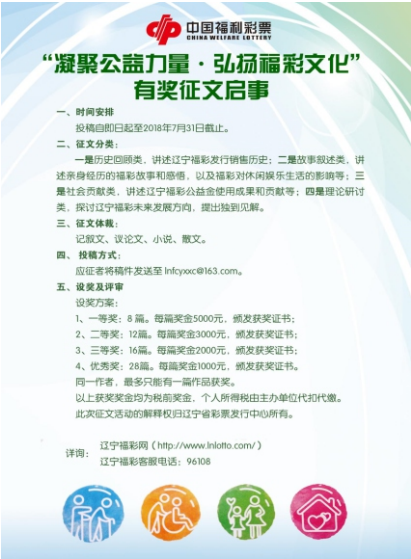 中国福利彩票
CHINA WELFARE LOTTERY
“凝聚公益力量·弘扬福彩文化”
有奖征文启事
一、时间安排
投稿自即日起至2018年7月31日截止。
二、征文分类：
一是历史回顾类，讲述辽宁福彩发行销售历史；二是故事叙述类，讲
述亲身经历的福彩故事和感悟，以及福彩对休闲娱乐生活的影响等；三
是社会贡献类，讲述辽宁福彩公益金使用成果和贡献等；四是理论研讨
类，探讨辽宁福彩未来发展方向，提出独到见解。
三、征文体裁：
记叙文、议论文、小说、散文。
四、 投稿方式：
应征者将稿件发送至 lnfcyxxc@163.com。
五、设奖及评审
设奖方案：
1、一等奖：8 篇。每篇奖金5000元，颁发获奖证书；
2、二等奖：12篇。每篇奖金3000元，颁发获奖证书；
3、三等奖：16篇。每篇奖金2000元，颁发获奖证书；
4、优秀奖：28篇。每篇奖金1000元，颁发获奖证书。
同一作者，最多只能有一篇作品获奖。
以上获奖奖金均为税前奖金，个人所得税由主办单位代扣代缴。
此次征文活动的解释权归辽宁省彩票发行中心所有。
详询：
辽宁福彩网（http://www.lnlotto.com/）
辽宁福彩客服电话：96108